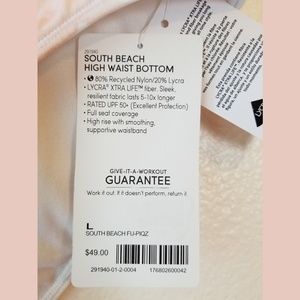 291940
SOUTH BEACH
HIGH WAIST BOTTOM
80% Recycled Nylon/20% Lycra
• LYCRA® XTRA LIFE™ fiber. Sleek,
resilient fabric lasts 5-10x longer
• RATED UPF 50+ (Excellent Protection)
• Full seat coverage
• High rise with smoothing,
supportive waistband
GIVE-IT-A-WORKOUT
GUARANTEE
Work it out. If it doesn't perform, return it.
L
SOUTH BEACH FU-PIQZ
$49.00
291940-01-2-0004
176802600042